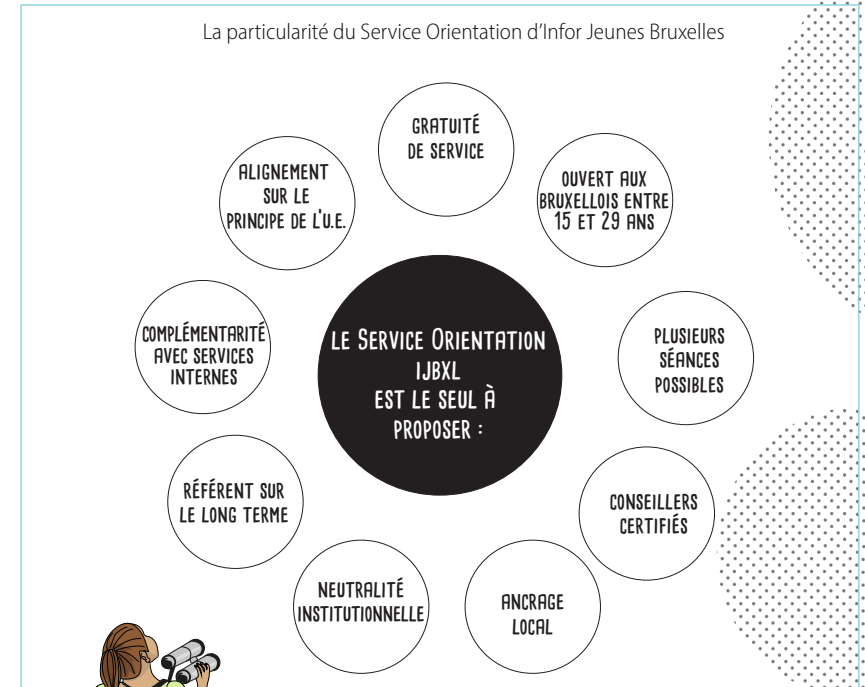 La particularité du Service Orientation d'Infor Jeunes Bruxelles
GRATUITÉ
DE SERVICE
OUVERT AUX
BRUXELLOIS ENTRE
15 ET 29 ANS
PLUSIEURS
SÉANCES
POSSIBLES
CONSEILLERS
CERTIFIÉS
ANCRAGE
LOCAL
NEUTRALITÉ
INSTITUTIONNELLE
RÉFÉRENT SUR
LE LONG TERME
COMPLÉMENTARITÉ
AVEC SERVICES
INTERNES
ALIGNEMENT
SUR LE
PRINCIPE DE L'U.E.
LE SERVICE ORIENTATION
IJBXL
EST LE SEUL À
PROPOSER :